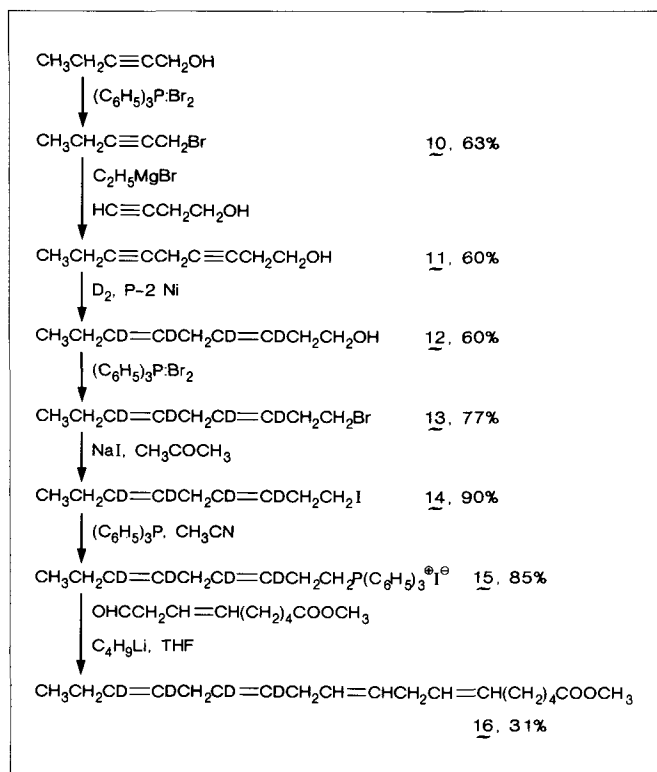 CH₃CH₂C≡CCH₂OH
(C₆H₅)₃P:Br₂
CH₃CH₂C≡CCH₂Br 10, 63%
C₂H₅MgBr
HC≡CCH₂CH₂OH
CH₃CH₂C≡CCH₂C≡CCH₂CH₂OH 11, 60%
D₂, P-2 Ni
CH₃CH₂CD=CDCH₂CD=CDCH₂CH₂OH 12, 60%
(C₆H₅)₃P:Br₂
CH₃CH₂CD=CDCH₂CD=CDCH₂CH₂Br 13, 77%
NaI, CH₃COCH₃
CH₃CH₂CD=CDCH₂CD=CDCH₂CH₂I 14, 90%
(C₆H₅)₃P, CH₃CN
CH₃CH₂CD=CDCH₂CD=CDCH₂CH₂P(C₆H₅)₃⊕I⊖ 15, 85%
OHCCH₂CH=CH(CH₂)₄COOCH₃
C₄H₉Li, THF
CH₃CH₂CD=CDCH₂CD=CDCH₂CH=CHCH₂CH=CH(CH₂)₄COOCH₃
16, 31%